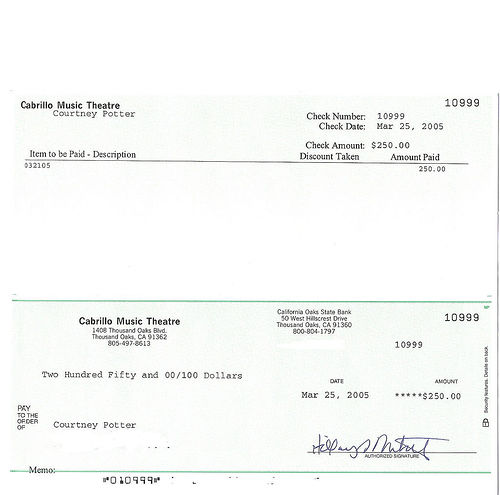 10999
Cabrillo Music Theatre
Courtney Potter
Check Number: 10999
Check Date: Mar 25, 2005
Check Amount: $250.00
Item to be Paid - Description Discount Taken Amount Paid
032105 250.00
Cabrillo Music Theatre
1408 Thousand Oaks Blvd.
Thousand Oaks, CA 91362
805-497-8613
California Oaks State Bank
50 West Hillscrest Drive
Thousand Oaks, CA 91360
800-804-1797
10999
10999
Two Hundred Fifty and 00/100 Dollars
DATE AMOUNT
Mar 25, 2005 *****$250.00
PAY
TO THE
ORDER
OF
Courtney Potter
AUTHORIZED SIGNATURE
Memo:
⑈010999⑈
Security features. Details on back.